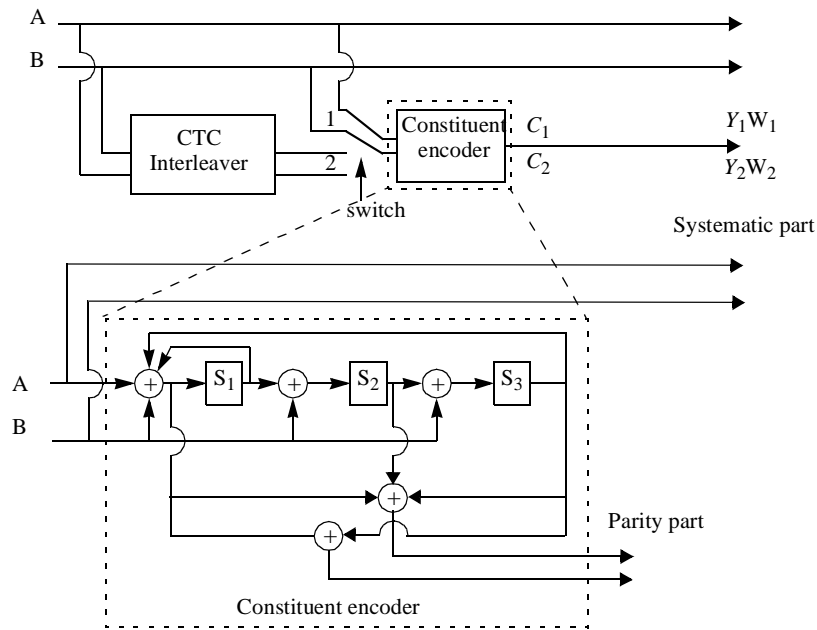 A
B
1
CTC
Interleaver
2
switch
Constituent
encoder
C1
C2
Y1W1
Y2W2
Systematic part
A
B
+
S1
+
S2
+
S3
+
+
Parity part
Constituent encoder